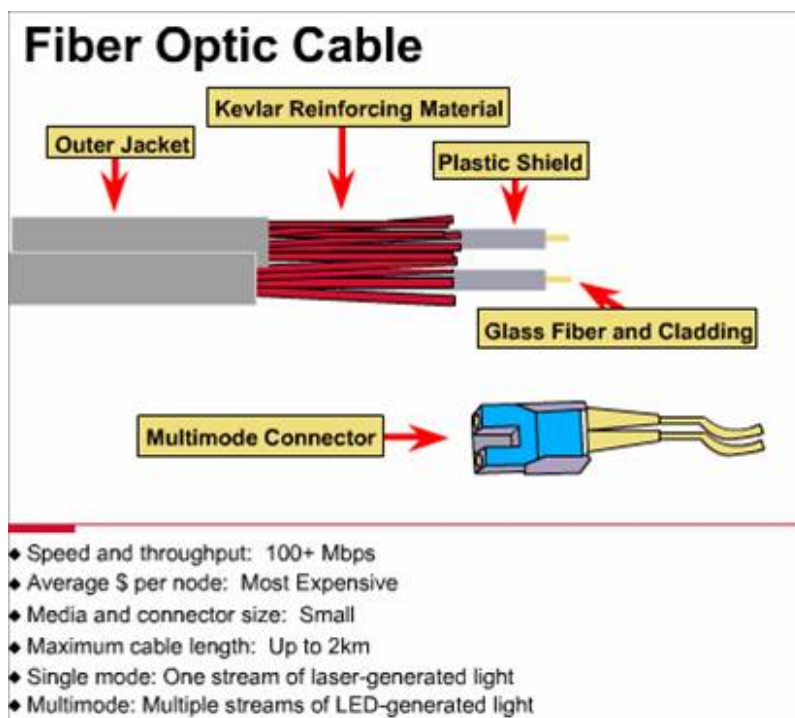 Fiber Optic Cable
Kevlar Reinforcing Material
Outer Jacket
Plastic Shield
Glass Fiber and Cladding
Multimode Connector
◆ Speed and throughput: 100+ Mbps
◆ Average $ per node: Most Expensive
◆ Media and connector size: Small
◆ Maximum cable length: Up to 2km
◆ Single mode: One stream of laser-generated light
◆ Multimode: Multiple streams of LED-generated light